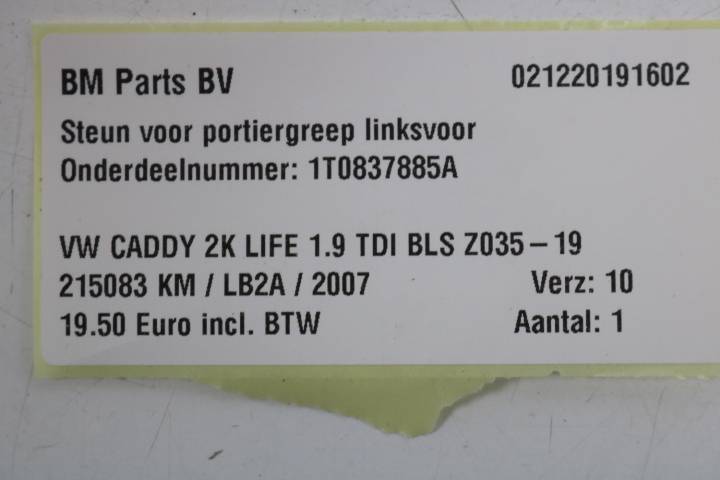 BM Parts BV 021220191602
Steun voor portiergreep linksvoor
Onderdeelnummer: 1T0837885A
VW CADDY 2K LIFE 1.9 TDI BLS Z035 – 19
215083 KM / LB2A / 2007 Verz: 10
19.50 Euro incl. BTW Aantal: 1